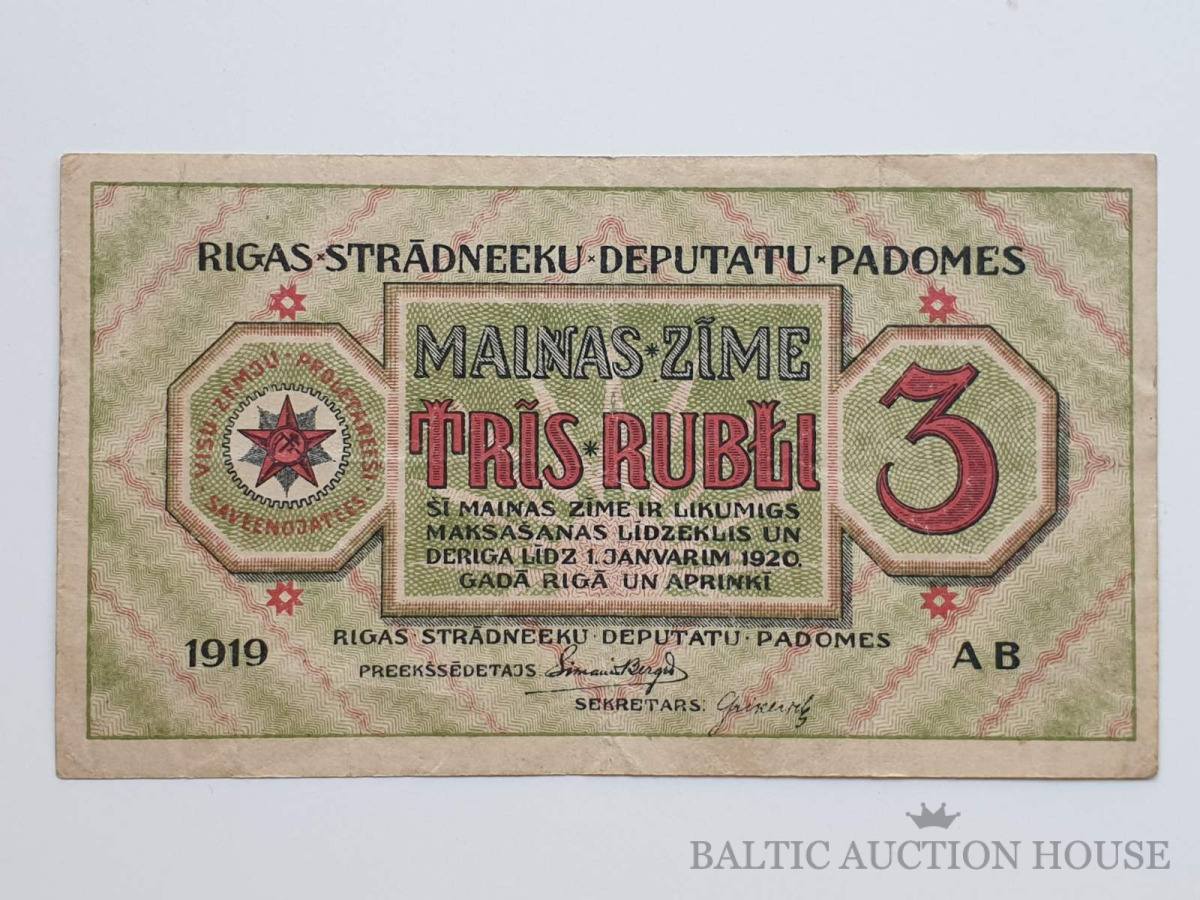 RIGAS × STRĀDNEEKU × DEPUTATU × PADOMES
MAIŅAS * ZĪME
TRĪS * RUBŁI
3
VISU ZEMJU · PROLETAREEŠI · SAVEENOJATEES ·
ŠĪ MAIŅAS ZĪME IR LIKUMIGS
MAKSAŠANAS LĪDZEKLIS UN
DERIGA LĪDZ 1. JANVARIM 1920.
GADĀ RIGĀ UN APRINKĪ
1919
RIGAS · STRĀDNEEKU · DEPUTATU · PADOMES
AB
PREEKŠSĒDETAJS
SEKRETARS:
BALTIC AUCTION HOUSE